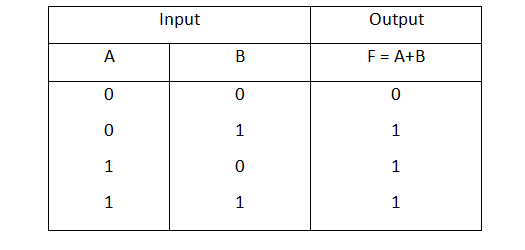 Input Output
A B F = A+B
0 0 0
0 1 1
1 0 1
1 1 1